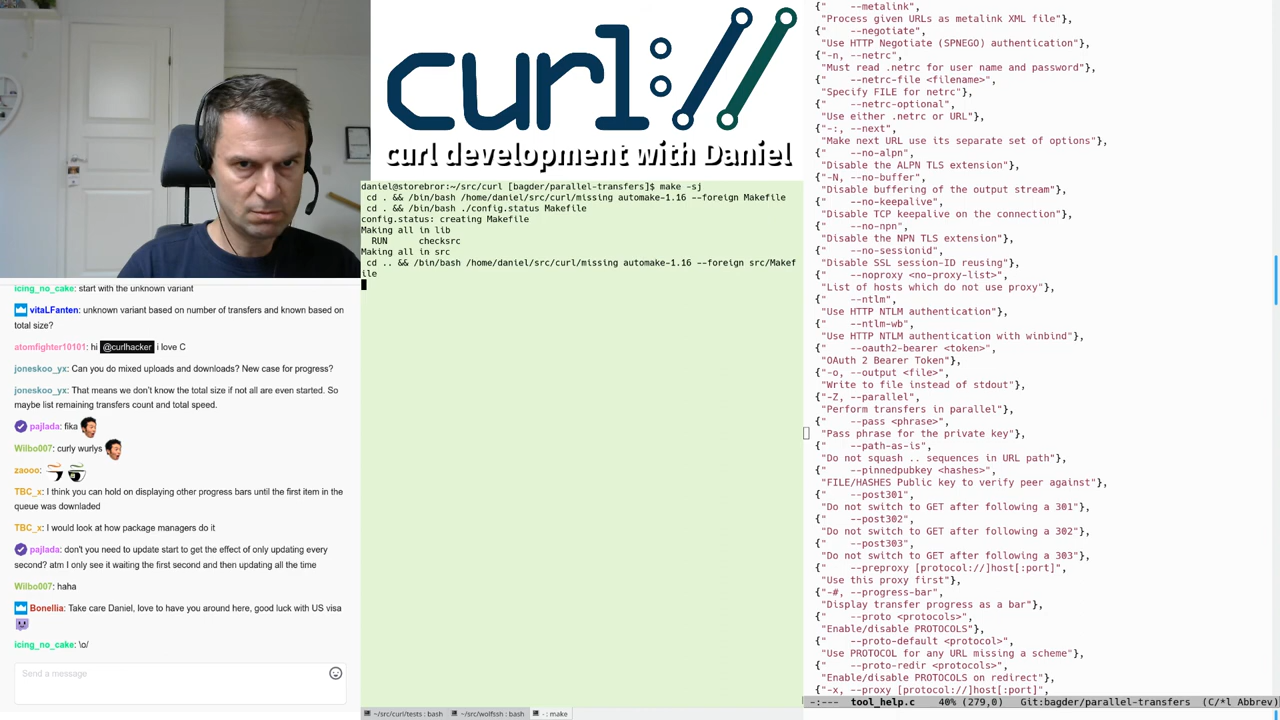 curl://
curl development with Daniel
icing_no_cake: start with the unknown variant
vitaLFanten: unknown variant based on number of transfers and known based on
total size?
atomfighter10101: hi @curlhacker i love C
joneskoo_yx: Can you do mixed uploads and downloads? New case for progress?
joneskoo_yx: That means we don't know the total size if not all are even started. So
maybe list remaining transfers count and total speed.
pajlada: fika
Wilbo007: curly wurlys
zaooo:
TBC_x: I think you can hold on displaying other progress bars until the first item in the
queue was downladed
TBC_x: I would look at how package managers do it
pajlada: don't you need to update start to get the effect of only updating every
second? atm I only see it waiting the first second and then updating all the time
Wilbo007: haha
Bonellia: Take care Daniel, love to have you around here, good luck with US visa
icing_no_cake: \o/
Send a message
daniel@storebror:~/src/curl [bagder/parallel-transfers]$ make -sj
cd . && /bin/bash /home/daniel/src/curl/missing automake-1.16 --foreign Makefile
cd . && /bin/bash ./config.status Makefile
config.status: creating Makefile
Making all in lib
RUN checksrc
Making all in src
cd .. && /bin/bash /home/daniel/src/curl/missing automake-1.16 --foreign src/Makef
ile
~/src/curl/tests : bash
~/src/wolfssh : bash
- : make
{"    --metalink",
"Process given URLs as metalink XML file"},
{"    --negotiate",
"Use HTTP Negotiate (SPNEGO) authentication"},
{"-n, --netrc",
"Must read .netrc for user name and password"},
{"    --netrc-file <filename>",
"Specify FILE for netrc"},
{"    --netrc-optional",
"Use either .netrc or URL"},
{"-:, --next",
"Make next URL use its separate set of options"},
{"    --no-alpn",
"Disable the ALPN TLS extension"},
{"-N, --no-buffer",
"Disable buffering of the output stream"},
{"    --no-keepalive",
"Disable TCP keepalive on the connection"},
{"    --no-npn",
"Disable the NPN TLS extension"},
{"    --no-sessionid",
"Disable SSL session-ID reusing"},
{"    --noproxy <no-proxy-list>",
"List of hosts which do not use proxy"},
{"    --ntlm",
"Use HTTP NTLM authentication"},
{"    --ntlm-wb",
"Use HTTP NTLM authentication with winbind"},
{"    --oauth2-bearer <token>",
"OAuth 2 Bearer Token"},
{"-o, --output <file>",
"Write to file instead of stdout"},
{"-Z, --parallel",
"Perform transfers in parallel"},
{"    --pass <phrase>",
"Pass phrase for the private key"},
{"    --path-as-is",
"Do not squash .. sequences in URL path"},
{"    --pinnedpubkey <hashes>",
"FILE/HASHES Public key to verify peer against"},
{"    --post301",
"Do not switch to GET after following a 301"},
{"    --post302",
"Do not switch to GET after following a 302"},
{"    --post303",
"Do not switch to GET after following a 303"},
{"    --preproxy [protocol://]host[:port]",
"Use this proxy first"},
{"-#, --progress-bar",
"Display transfer progress as a bar"},
{"    --proto <protocols>",
"Enable/disable PROTOCOLS"},
{"    --proto-default <protocol>",
"Use PROTOCOL for any URL missing a scheme"},
{"    --proto-redir <protocols>",
"Enable/disable PROTOCOLS on redirect"},
{"-x, --proxy [protocol://]host[:port]",
-:--- tool_help.c 40% (279,0) Git:bagder/parallel-transfers (C/*l Abbrev)